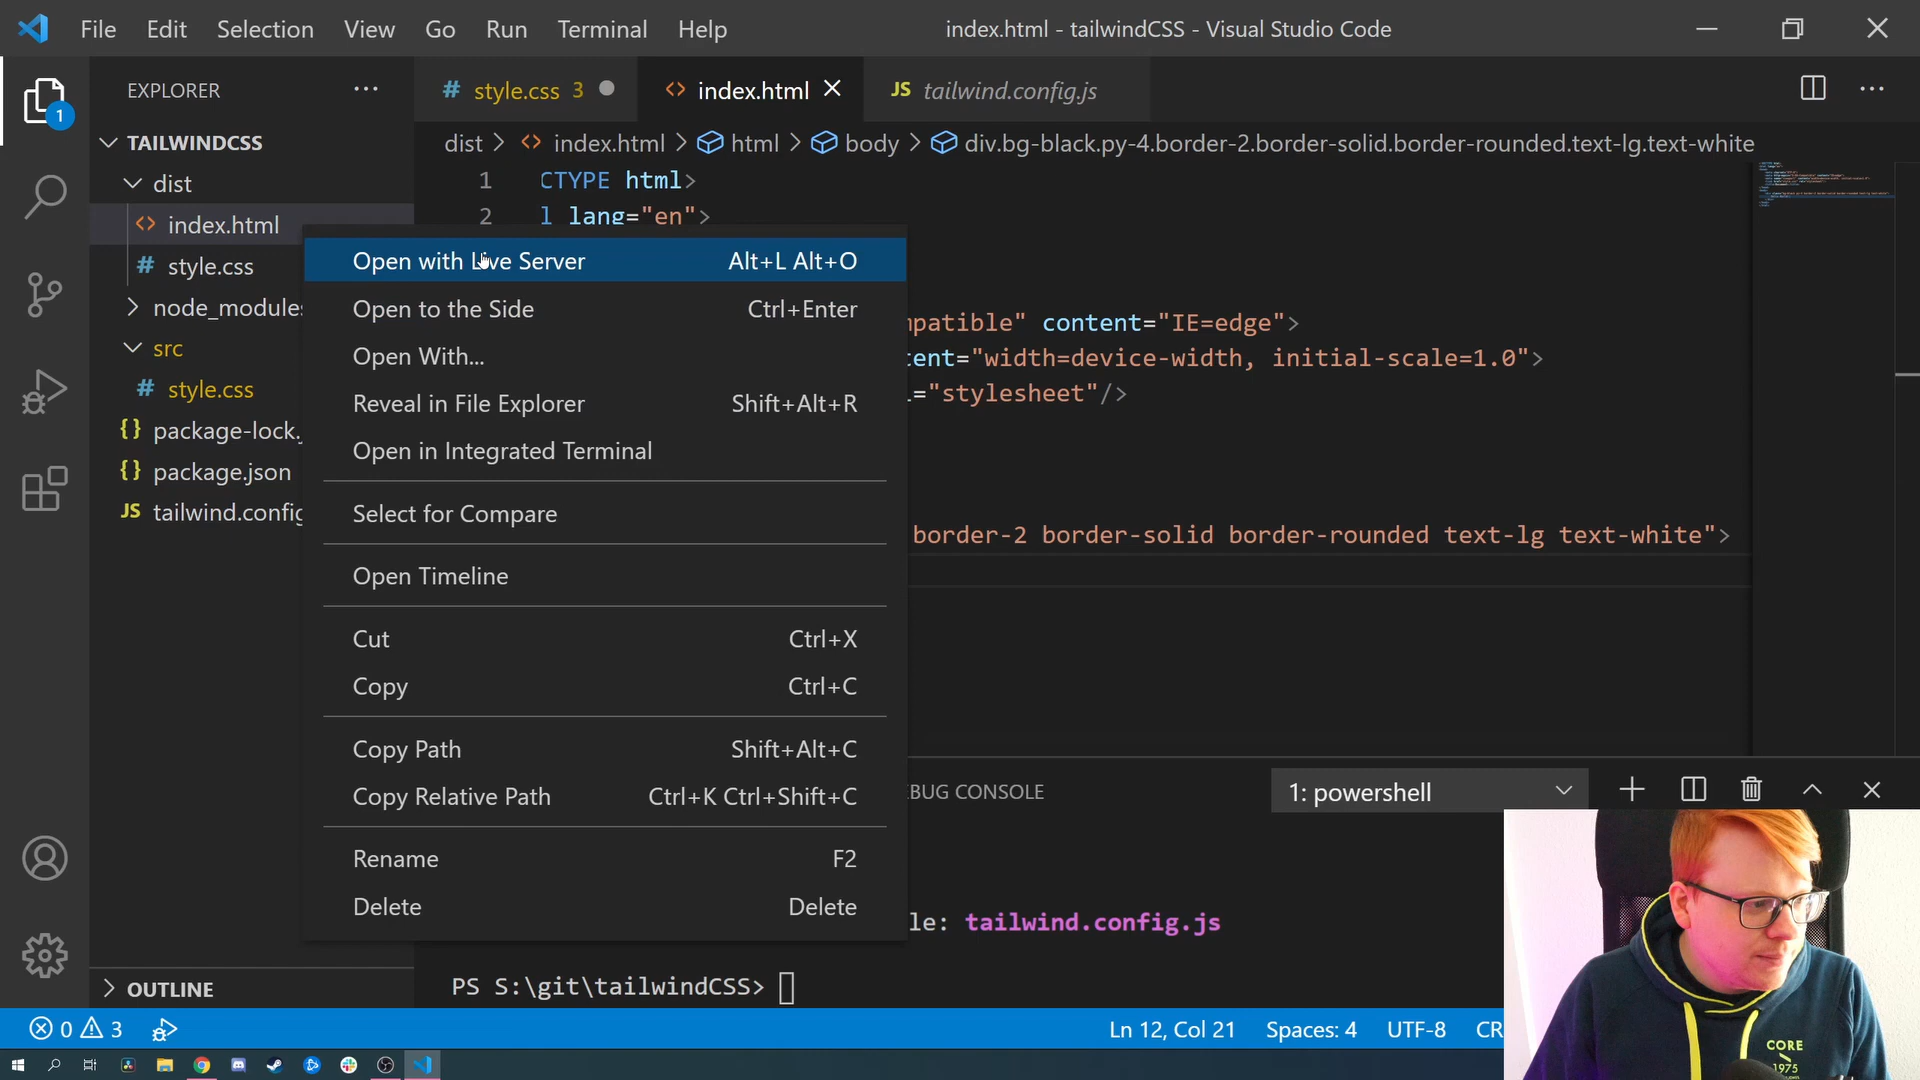 File Edit Selection View Go Run Terminal Help
index.html - tailwindCSS - Visual Studio Code
EXPLORER
style.css 3
index.html
JS tailwind.config.js
dist > index.html > html > body > div.bg-black.py-4.border-2.border-solid.border-rounded.text-lg.text-white
1
TAILWINDCSS
dist
index.html
style.css
node_modules
src
style.css
package-lock.
package.json
JS tailwind.config
OUTLINE
1 CTYPE html>
2 l lang="en">
patible" content="IE=edge">
tent="width=device-width, initial-scale=1.0">
="stylesheet"/>
border-2 border-solid border-rounded text-lg text-white">
Open with Live Server Alt+L Alt+O
Open to the Side Ctrl+Enter
Open With...
Reveal in File Explorer Shift+Alt+R
Open in Integrated Terminal
Select for Compare
Open Timeline
Cut Ctrl+X
Copy Ctrl+C
Copy Path Shift+Alt+C
Copy Relative Path Ctrl+K Ctrl+Shift+C
Rename F2
Delete Delete
BUG CONSOLE
1: powershell
le: tailwind.config.js
PS S:\git\tailwindCSS>
0 3
Ln 12, Col 21 Spaces: 4 UTF-8 CR
CORE
1975